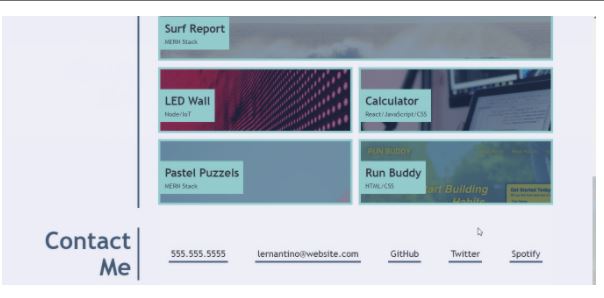 Surf Report
MERN Stack
LED Wall
Node/IoT
Calculator
React/JavaScript/CSS
Pastel Puzzels
MERN Stack
RUN BUDDY
Run Buddy
HTML/CSS
art Building
Habits
Get Started Today
Contact
Me
555.555.5555
lernantino@website.com
GitHub
Twitter
Spotify